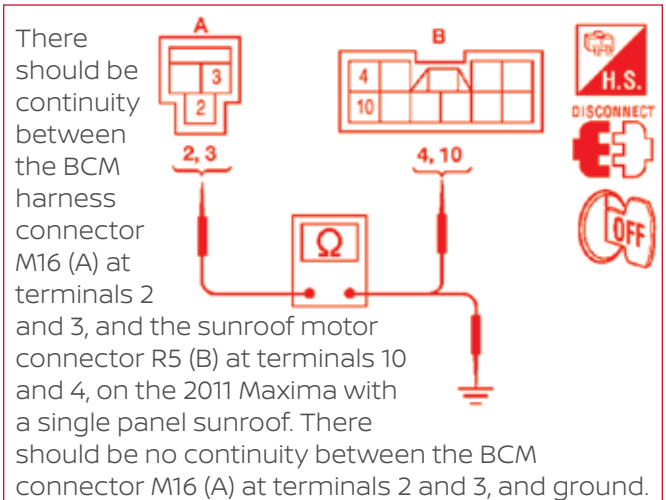 There
should be
continuity
between
the BCM
harness
connector
M16 (A) at
terminals 2
and 3, and the sunroof motor
connector R5 (B) at terminals 10
and 4, on the 2011 Maxima with
a single panel sunroof. There
should be no continuity between the BCM
connector M16 (A) at terminals 2 and 3, and ground.
A
3
2
2, 3
B
4
10
4, 10
Ω
H.S.
DISCONNECT
OFF